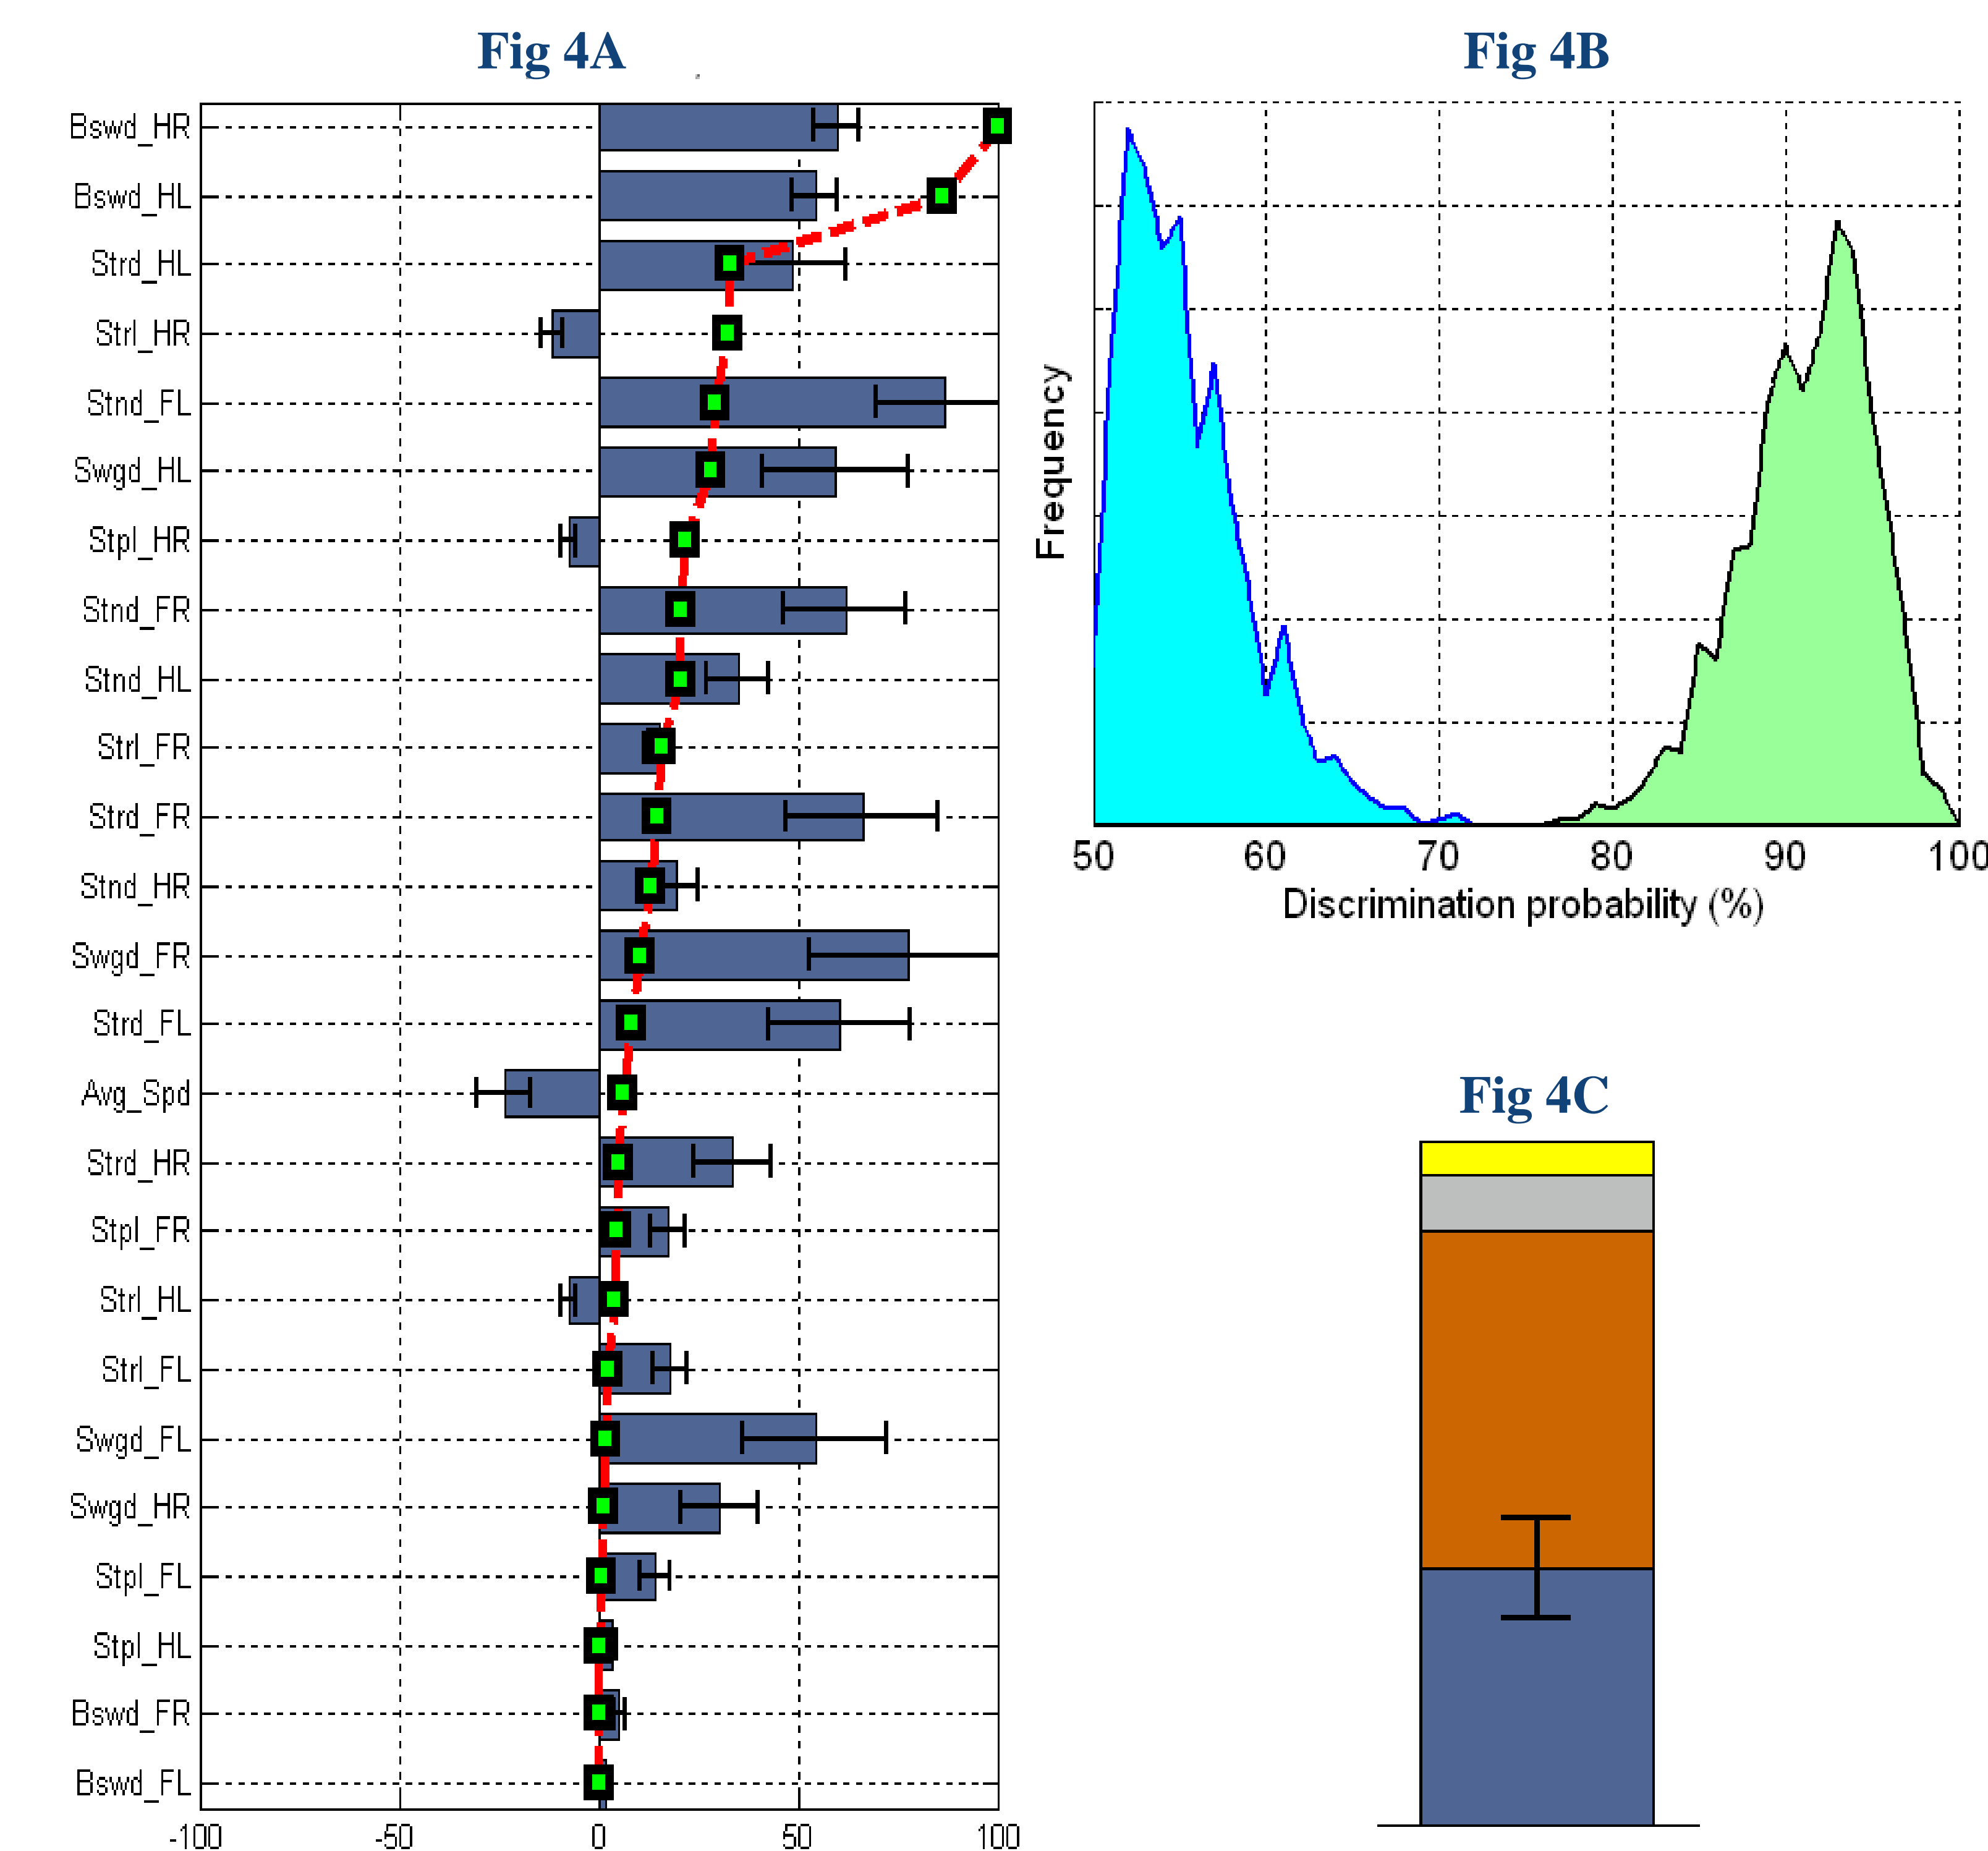 Fig 4A
Bswd_HR
Bswd_HL
Strd_HL
Strl_HR
Stnd_FL
Swgd_HL
Stpl_HR
Stnd_FR
Stnd_HL
Strl_FR
Strd_FR
Stnd_HR
Swgd_FR
Strd_FL
Avg_Spd
Strd_HR
Stpl_FR
Strl_HL
Strl_FL
Swgd_FL
Swgd_HR
Stpl_FL
Stpl_HL
Bswd_FR
Bswd_FL
-100 -50 0 50 100
Fig 4B
Frequency
50 60 70 80 90 100
Discrimination probability (%)
Fig 4C